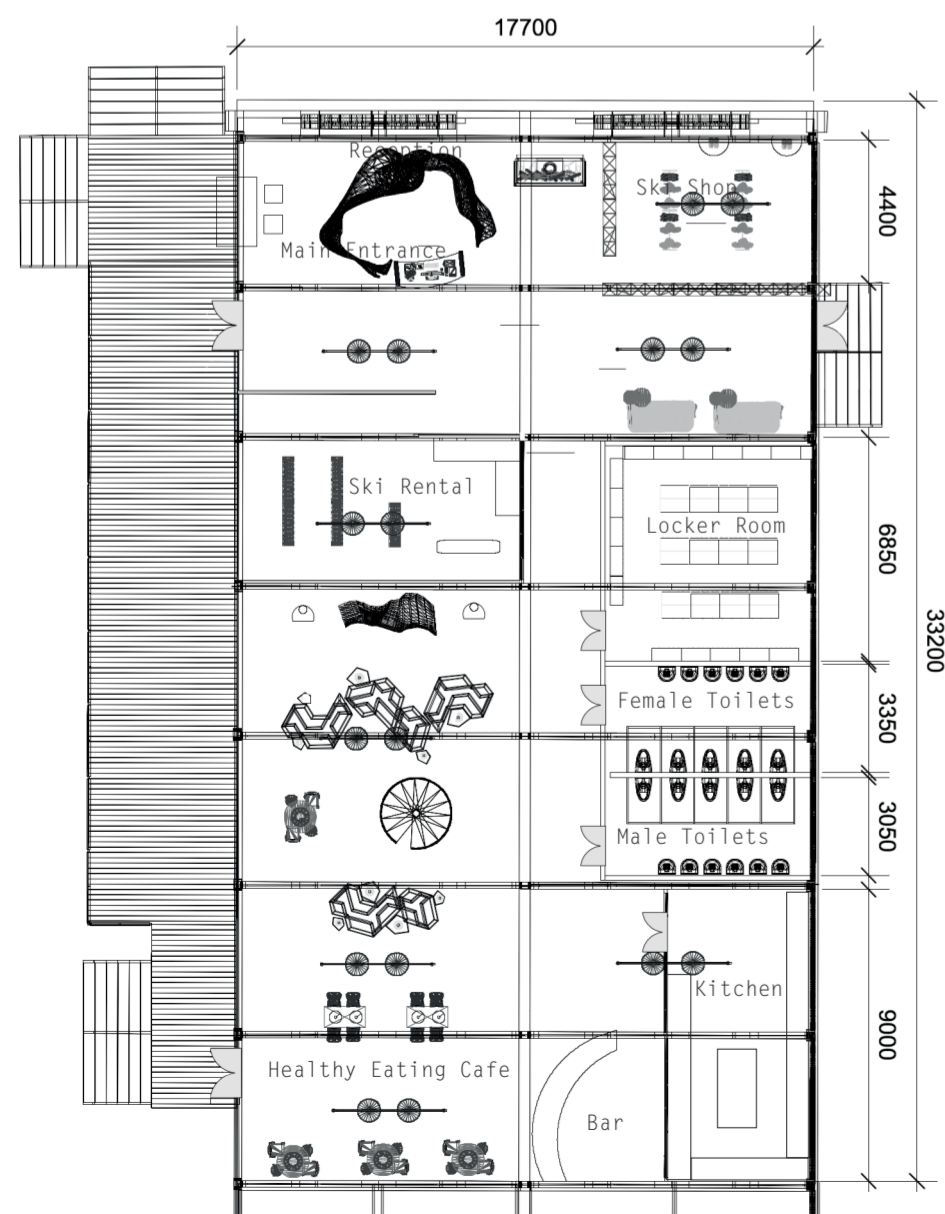 17700
Reception
Ski Shop
4400
Main Entrance
Ski Rental
Locker Room
6850
33200
Female Toilets
3350
Male Toilets
3050
Kitchen
9000
Healthy Eating Cafe
Bar